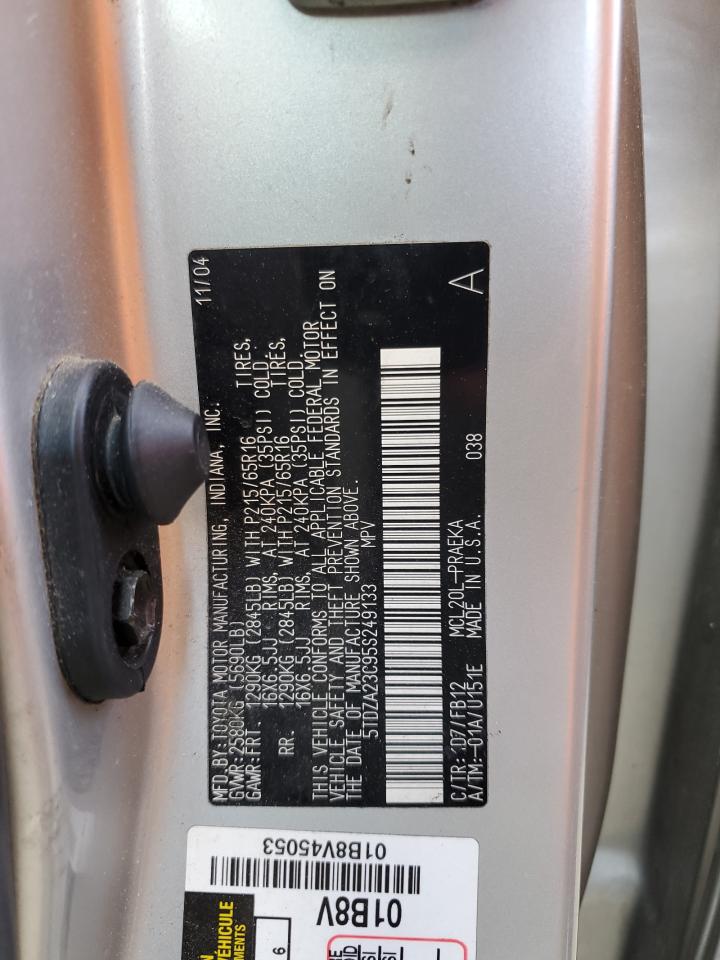 MFD.BY:TOYOTA MOTOR MANUFACTURING, INDIANA, INC. 11/04
GVWR:2580KG (5690LB)
GAWR:FRT. 1290KG (2845LB) WITH P215/65R16 TIRES,
16X6.5JJ RIMS, AT 240KPA (35PSI) COLD.
RR. 1290KG (2845LB) WITH P215/65R16 TIRES,
16X6.5JJ RIMS, AT 240KPA (35PSI) COLD.
THIS VEHICLE CONFORMS TO ALL APPLICABLE FEDERAL MOTOR
VEHICLE SAFETY AND THEFT PREVENTION STANDARDS IN EFFECT ON
THE DATE OF MANUFACTURE SHOWN ABOVE.
5TDZA23C95S249133 MPV
C/TR: 1D7/FB12 MCL20L-PRAEKA 038 A
A/TM:-01A/U151E MADE IN U.S.A.
01B8V45053
01B8V
VEHICULE
6